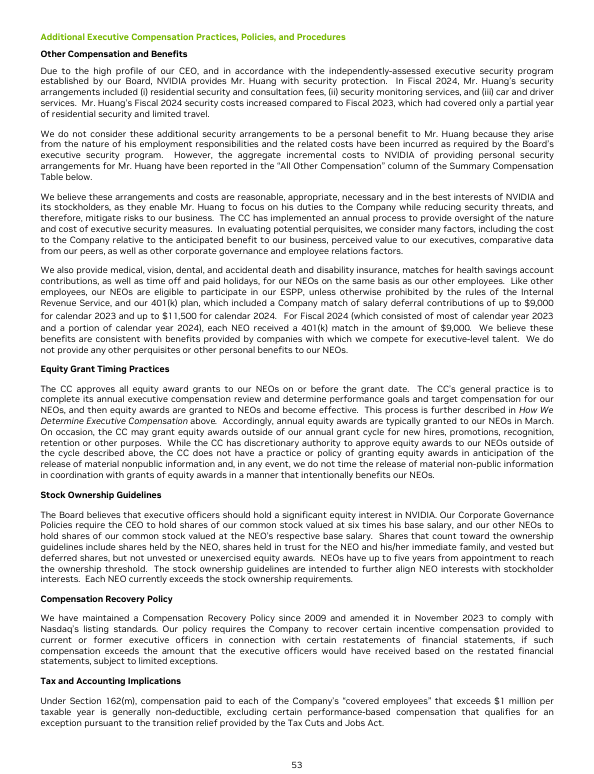 Additional Executive Compensation Practices, Policies, and Procedures
Other Compensation and Benefits
Due to the high profile of our CEO, and in accordance with the independently-assessed executive security program
established by our Board, NVIDIA provides Mr. Huang with security protection. In Fiscal 2024, Mr. Huang's security
arrangements included (i) residential security and consultation fees, (ii) security monitoring services, and (iii) car and driver
services. Mr. Huang's Fiscal 2024 security costs increased compared to Fiscal 2023, which had covered only a partial year
of residential security and limited travel.
We do not consider these additional security arrangements to be a personal benefit to Mr. Huang because they arise
from the nature of his employment responsibilities and the related costs have been incurred as required by the Board's
executive security program. However, the aggregate incremental costs to NVIDIA of providing personal security
arrangements for Mr. Huang have been reported in the "All Other Compensation" column of the Summary Compensation
Table below.
We believe these arrangements and costs are reasonable, appropriate, necessary and in the best interests of NVIDIA and
its stockholders, as they enable Mr. Huang to focus on his duties to the Company while reducing security threats, and
therefore, mitigate risks to our business. The CC has implemented an annual process to provide oversight of the nature
and cost of executive security measures. In evaluating potential perquisites, we consider many factors, including the cost
to the Company relative to the anticipated benefit to our business, perceived value to our executives, comparative data
from our peers, as well as other corporate governance and employee relations factors.
We also provide medical, vision, dental, and accidental death and disability insurance, matches for health savings account
contributions, as well as time off and paid holidays, for our NEOs on the same basis as our other employees. Like other
employees, our NEOs are eligible to participate in our ESPP, unless otherwise prohibited by the rules of the Internal
Revenue Service, and our 401(k) plan, which included a Company match of salary deferral contributions of up to $9,000
for calendar 2023 and up to $11,500 for calendar 2024. For Fiscal 2024 (which consisted of most of calendar year 2023
and a portion of calendar year 2024), each NEO received a 401(k) match in the amount of $9,000. We believe these
benefits are consistent with benefits provided by companies with which we compete for executive-level talent. We do
not provide any other perquisites or other personal benefits to our NEOs.
Equity Grant Timing Practices
The CC approves all equity award grants to our NEOs on or before the grant date. The CC's general practice is to
complete its annual executive compensation review and determine performance goals and target compensation for our
NEOs, and then equity awards are granted to NEOs and become effective. This process is further described in How We
Determine Executive Compensation above. Accordingly, annual equity awards are typically granted to our NEOs in March.
On occasion, the CC may grant equity awards outside of our annual grant cycle for new hires, promotions, recognition,
retention or other purposes. While the CC has discretionary authority to approve equity awards to our NEOs outside of
the cycle described above, the CC does not have a practice or policy of granting equity awards in anticipation of the
release of material nonpublic information and, in any event, we do not time the release of material non-public information
in coordination with grants of equity awards in a manner that intentionally benefits our NEOs.
Stock Ownership Guidelines
The Board believes that executive officers should hold a significant equity interest in NVIDIA. Our Corporate Governance
Policies require the CEO to hold shares of our common stock valued at six times his base salary, and our other NEOs to
hold shares of our common stock valued at the NEO's respective base salary. Shares that count toward the ownership
guidelines include shares held by the NEO, shares held in trust for the NEO and his/her immediate family, and vested but
deferred shares, but not unvested or unexercised equity awards. NEOs have up to five years from appointment to reach
the ownership threshold. The stock ownership guidelines are intended to further align NEO interests with stockholder
interests. Each NEO currently exceeds the stock ownership requirements.
Compensation Recovery Policy
We have maintained a Compensation Recovery Policy since 2009 and amended it in November 2023 to comply with
Nasdaq's listing standards. Our policy requires the Company to recover certain incentive compensation provided to
current or former executive officers in connection with certain restatements of financial statements, if such
compensation exceeds the amount that the executive officers would have received based on the restated financial
statements, subject to limited exceptions.
Tax and Accounting Implications
Under Section 162(m), compensation paid to each of the Company's "covered employees" that exceeds $1 million per
taxable year is generally non-deductible, excluding certain performance-based compensation that qualifies for an
exception pursuant to the transition relief provided by the Tax Cuts and Jobs Act.
53